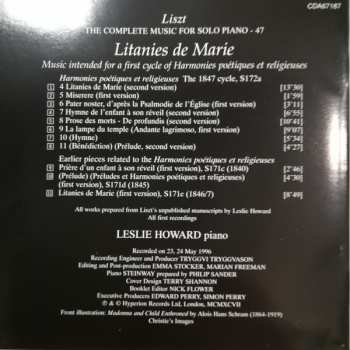 CDA67187
Liszt
THE COMPLETE MUSIC FOR SOLO PIANO - 47
Litanies de Marie
Music intended for a first cycle of Harmonies poétiques et religieuses
Harmonies poétiques et religieuses The 1847 cycle, S172a
1 4 Litanies de Marie (second version) [13'30]
2 5 Miserere (first version) [1'59]
3 6 Pater noster, d'après la Psalmodie de l'Église (first version) [3'11]
4 7 Hymne de l'enfant à son réveil (second version) [6'55]
5 8 Prose des morts - De profundis (second version) [10'41]
6 9 La lampe du temple (Andante lagrimoso, first version) [9'07]
7 10 (Hymne) [5'34]
8 11 (Bénédiction) (Prélude, second version) [4'27]
Earlier pieces related to the Harmonies poétiques et religieuses
9 Prière d'un enfant à son réveil (first version), S171c (1840) [2'46]
10 (Prélude) (Préludes et Harmonies poétiques et religieuses) [4'30]
(first version), S171d (1845)
11 Litanies de Marie (first version), S171e (1846/7) [8'49]
All works prepared from Liszt's unpublished manuscripts by Leslie Howard
All first recordings
LESLIE HOWARD piano
Recorded on 23, 24 May 1996
Recording Engineer and Producer TRYGGVI TRYGGVASON
Editing and Post-production EMMA STOCKER, MARIAN FREEMAN
Piano STEINWAY prepared by PHILIP SANDER
Cover Design TERRY SHANNON
Booklet Editor NICK FLOWER
Executive Producers EDWARD PERRY, SIMON PERRY
℗ & © Hyperion Records Ltd, London, MCMXCVII
Front illustration: Madonna and Child Enthroned by Alois Hans Schram (1864-1919)
Christie's Images